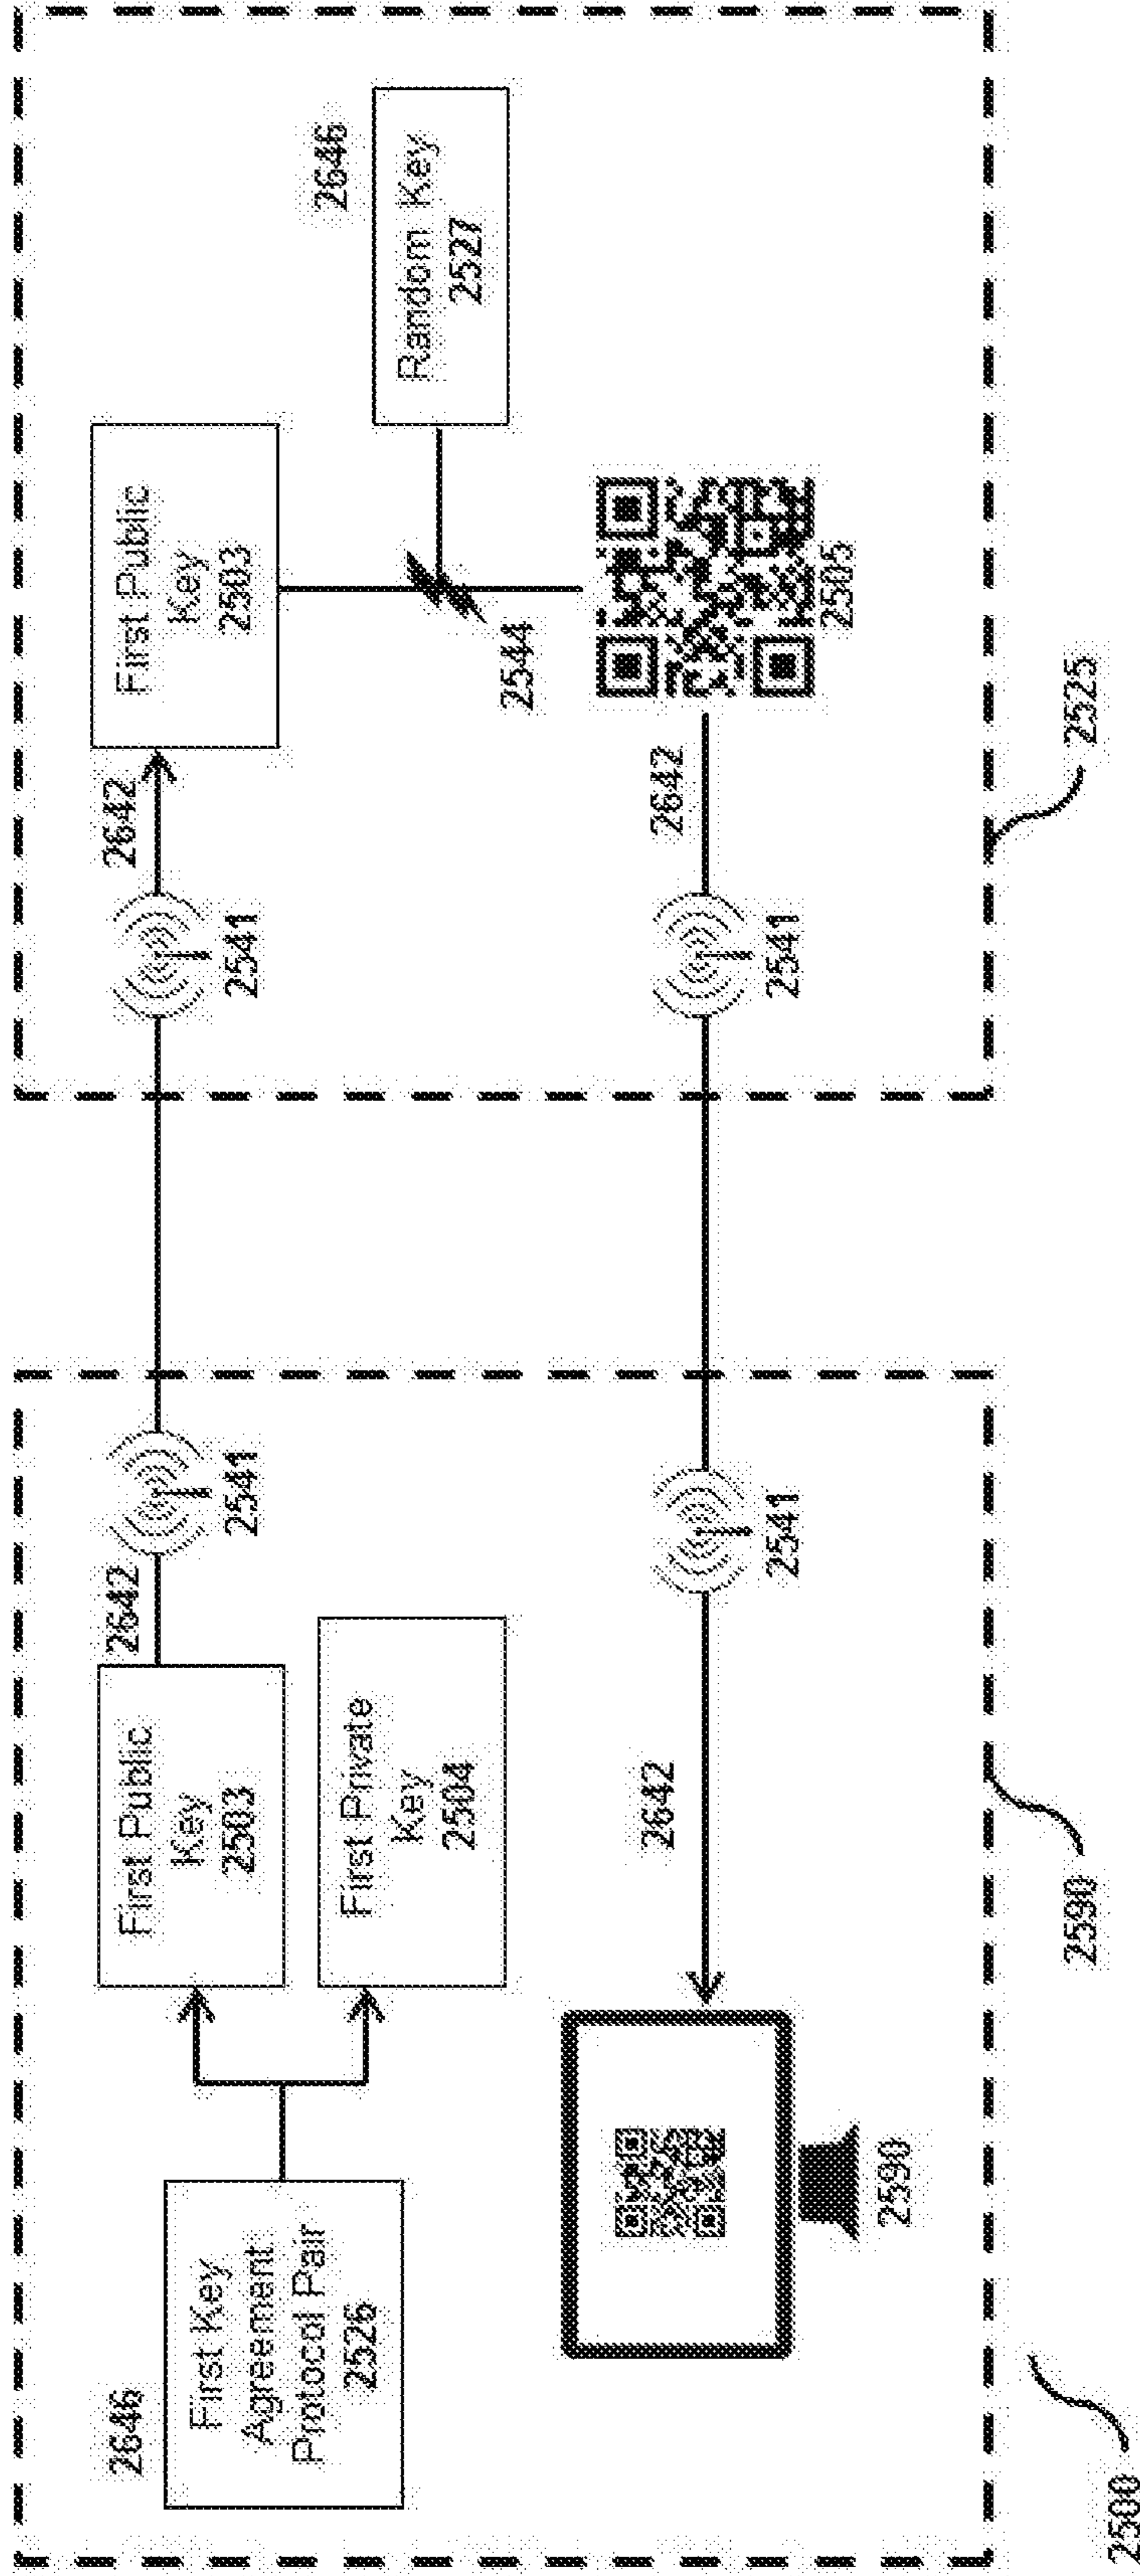 2646
First Key
Agreement
Protocol Pair
2526
First Public
Key
2503
2642
2541
First Private
Key
2504
2590
2642
2541
2541
2642
First Public
Key
2503
2646
Random Key
2527
2544
2541
2642
2505
2500
2590
2525